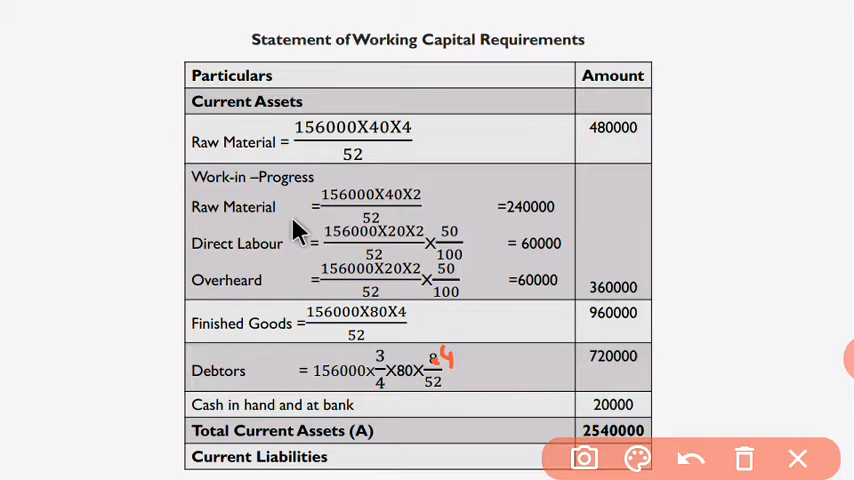 Statement of Working Capital Requirements
Particulars Amount
Current Assets
Raw Material = 156000X40X4 / 52 480000
Work-in –Progress
Raw Material = 156000X40X2 / 52 =240000
Direct Labour = 156000X20X2 / 52 X 50 / 100 = 60000
Overheard = 156000X20X2 / 52 X 50 / 100 =60000 360000
Finished Goods = 156000X80X4 / 52 960000
Debtors = 156000x 3 / 4 X80X 8 / 52 4 720000
Cash in hand and at bank 20000
Total Current Assets (A) 2540000
Current Liabilities